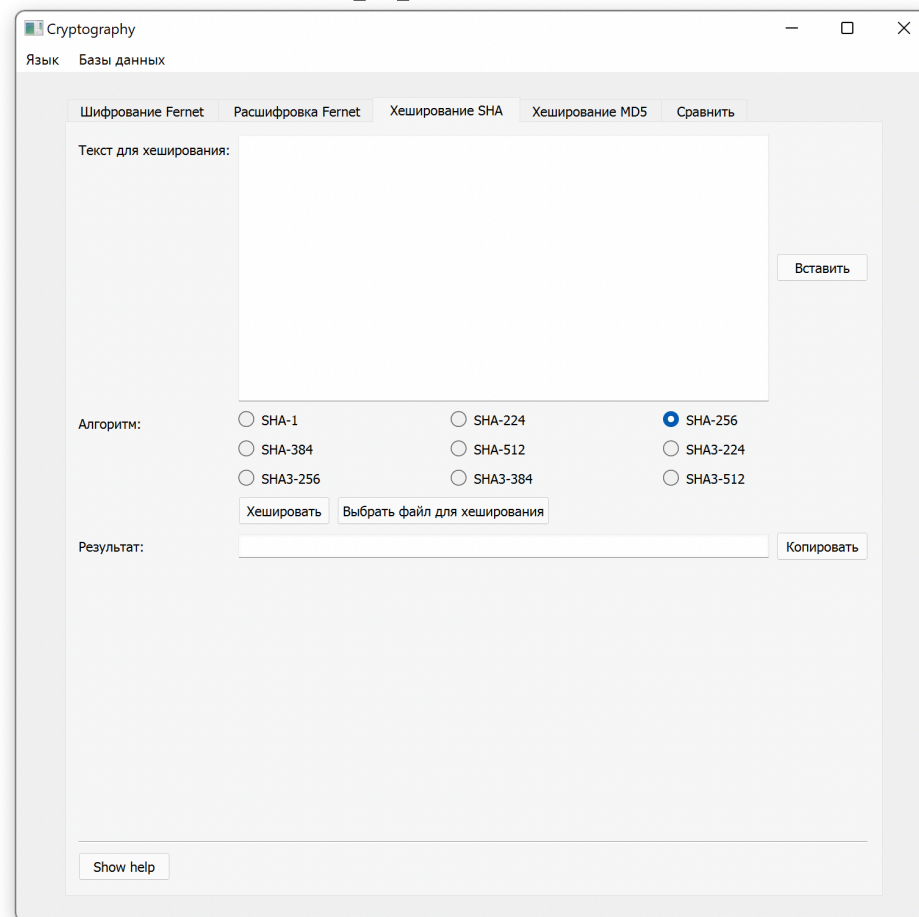 Cryptography
Язык Базы данных
Шифрование Fernet Расшифровка Fernet Хеширование SHA Хеширование MD5 Сравнить
Текст для хеширования:
Вставить
Алгоритм: SHA-1 SHA-224 SHA-256
SHA-384 SHA-512 SHA3-224
SHA3-256 SHA3-384 SHA3-512
Хешировать Выбрать файл для хеширования
Результат: Копировать
Show help